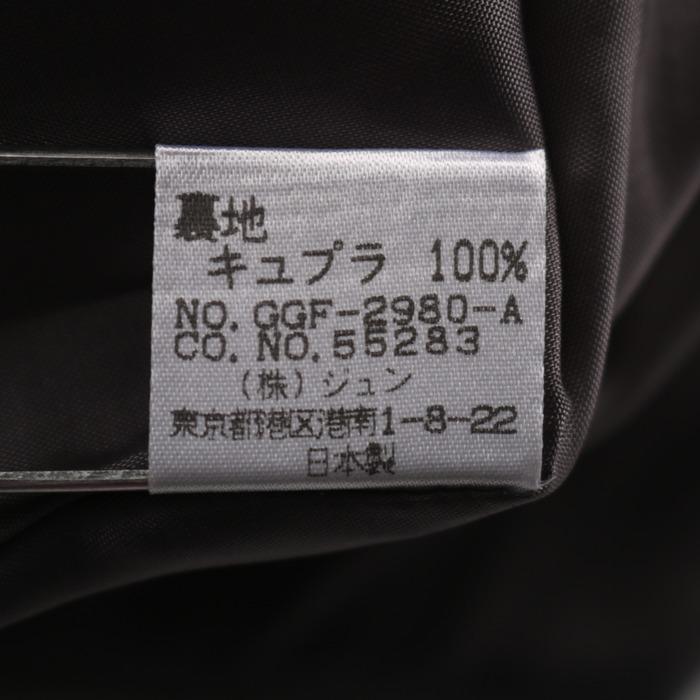 裏地
キュプラ 100%
NO. GGF-2980-A
CO. NO. 55283
(株)ジュン
東京都港区港南1-8-22
日本製